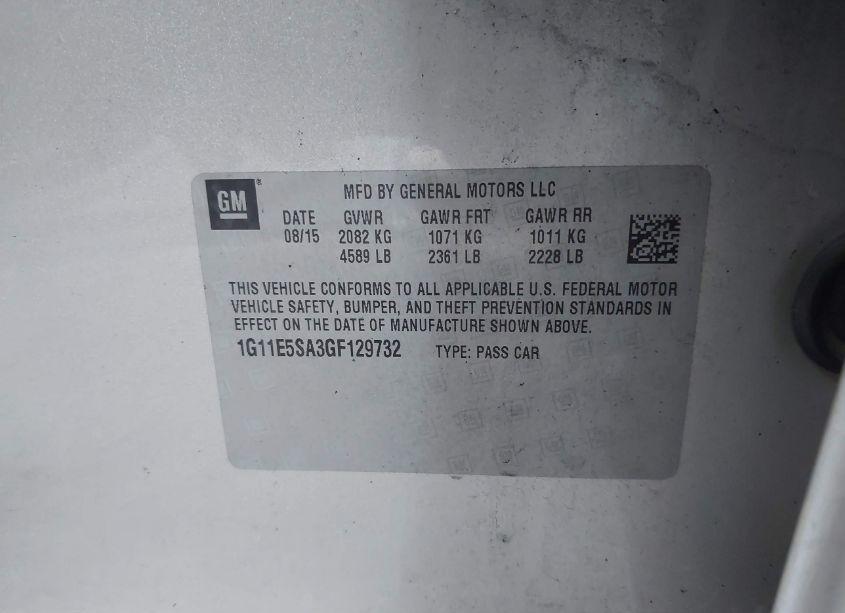 GM
MFD BY GENERAL MOTORS LLC
DATE GVWR GAWR FRT GAWR RR
08/15 2082 KG 1071 KG 1011 KG
4589 LB 2361 LB 2228 LB
THIS VEHICLE CONFORMS TO ALL APPLICABLE U.S. FEDERAL MOTOR
VEHICLE SAFETY, BUMPER, AND THEFT PREVENTION STANDARDS IN
EFFECT ON THE DATE OF MANUFACTURE SHOWN ABOVE.
1G11E5SA3GF129732 TYPE: PASS CAR